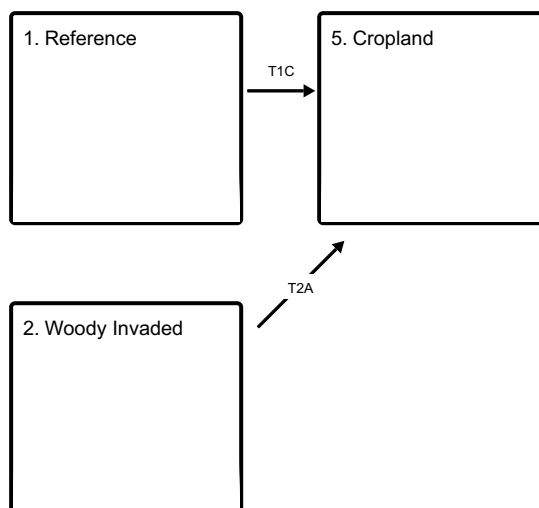 1. Reference
5. Cropland
T1C
T2A
2. Woody Invaded